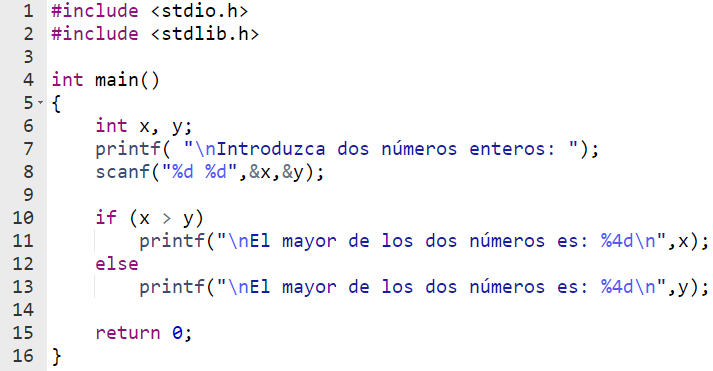 1 #include <stdio.h>
2 #include <stdlib.h>
3
4 int main()
5 {
6     int x, y;
7     printf( "\nIntroduzca dos números enteros: ");
8     scanf("%d %d",&x,&y);
9
10     if (x > y)
11         printf("\nEl mayor de los dos números es: %4d\n",x);
12     else
13         printf("\nEl mayor de los dos números es: %4d\n",y);
14
15     return 0;
16 }